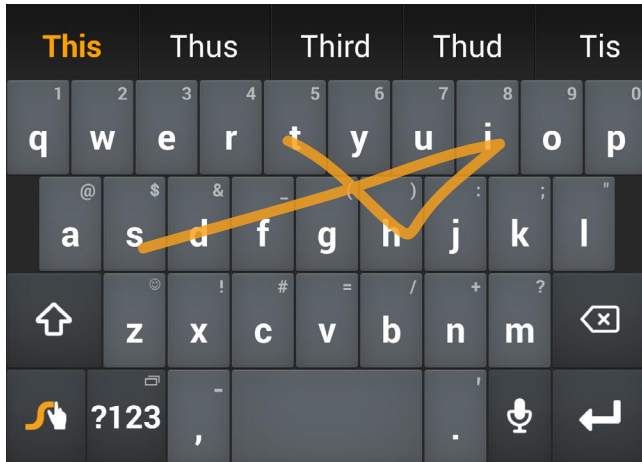 This Thus Third Thud Tis
1 2 3 4 5 6 7 8 9 0
q w e r t y u i o p
@ $ & _ ( ) : ; "
a s d f g h j k l
! # = / + ?
z x c v b n m
- '
?123 , .